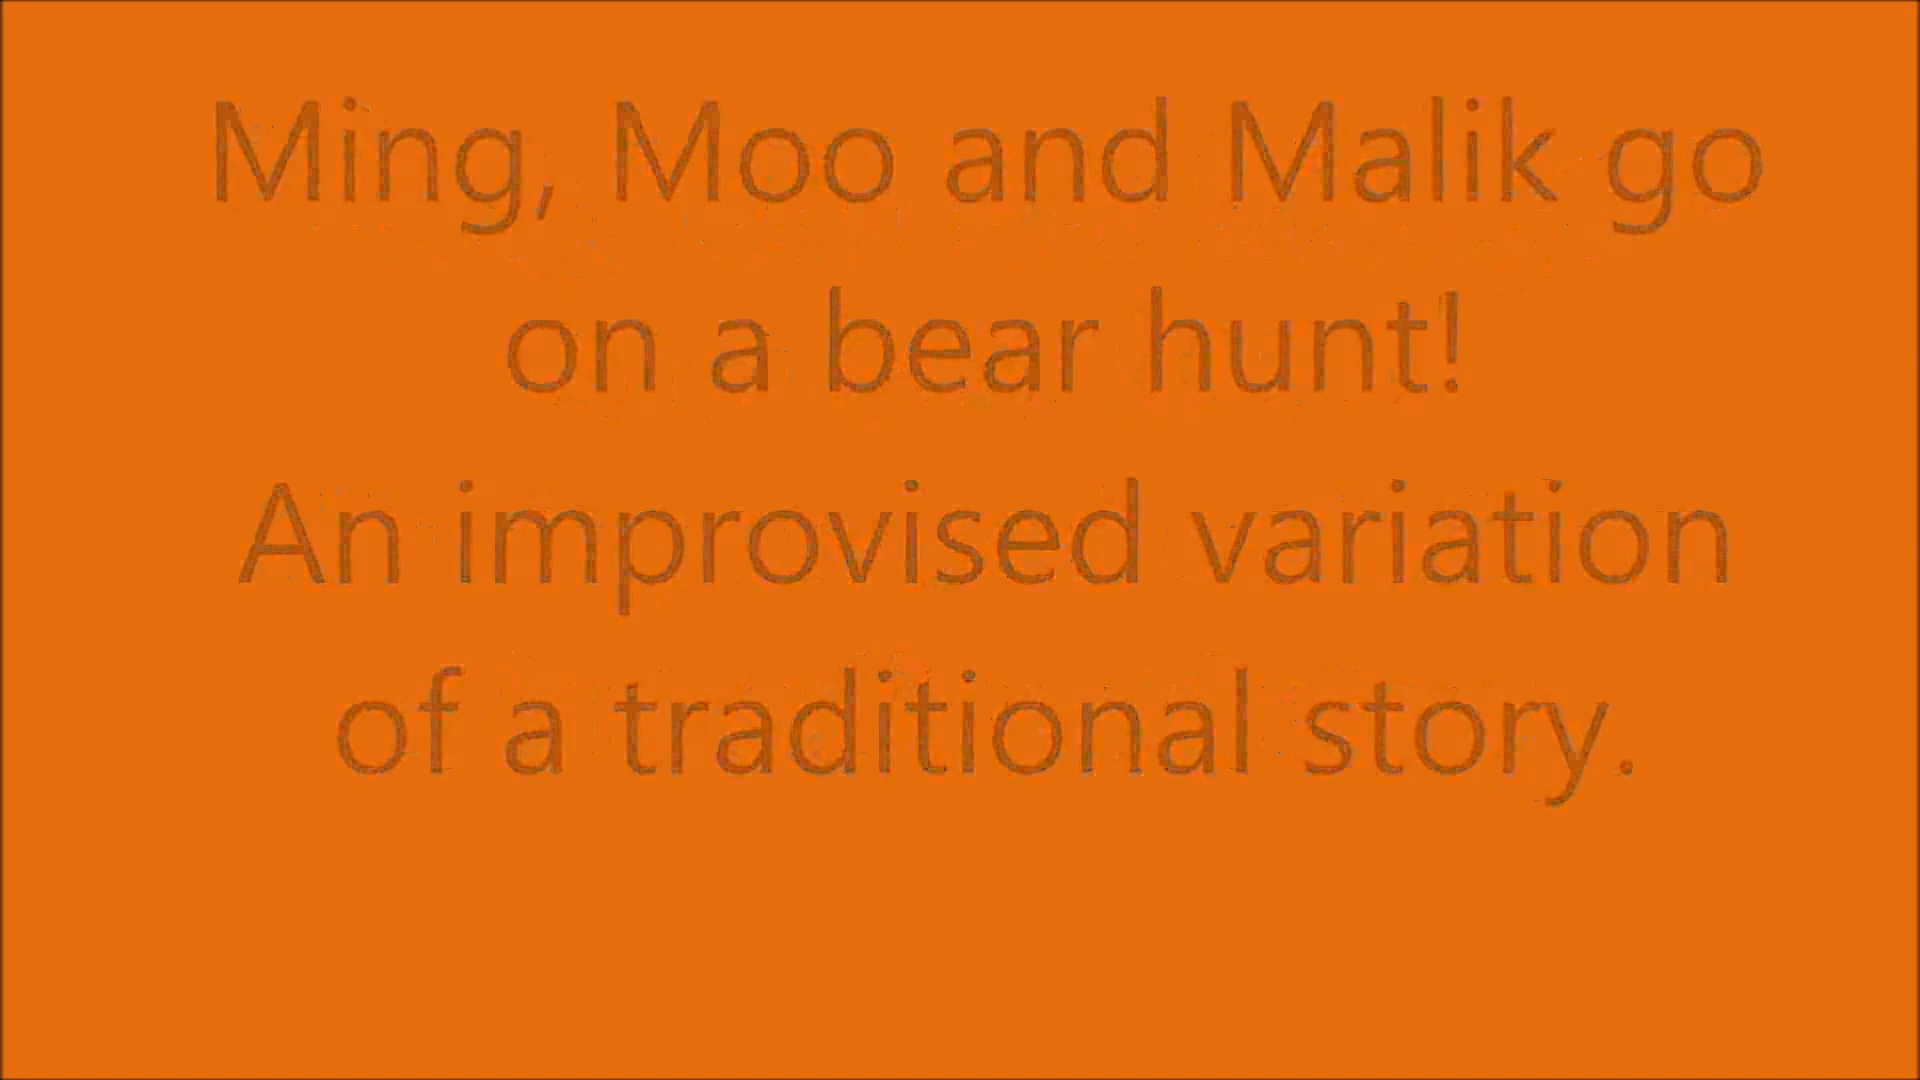 Ming, Moo and Malik go
on a bear hunt!
An improvised variation
of a traditional story.